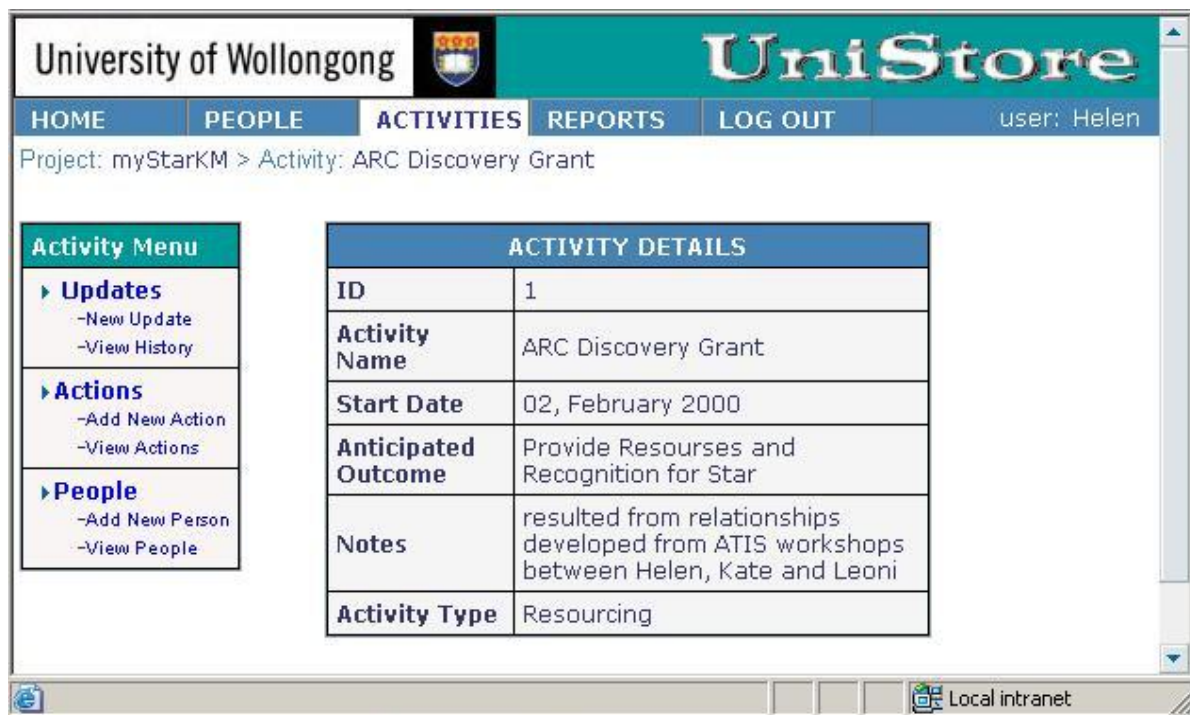 University of Wollongong
UniStore
HOME PEOPLE ACTIVITIES REPORTS LOG OUT user: Helen
Project: myStarKM > Activity: ARC Discovery Grant
Activity Menu
Updates
-New Update
-View History
Actions
-Add New Action
-View Actions
People
-Add New Person
-View People
ACTIVITY DETAILS
ID 1
Activity
Name
ARC Discovery Grant
Start Date 02, February 2000
Anticipated
Outcome
Provide Resourses and
Recognition for Star
Notes
resulted from relationships
developed from ATIS workshops
between Helen, Kate and Leoni
Activity Type Resourcing
Local intranet